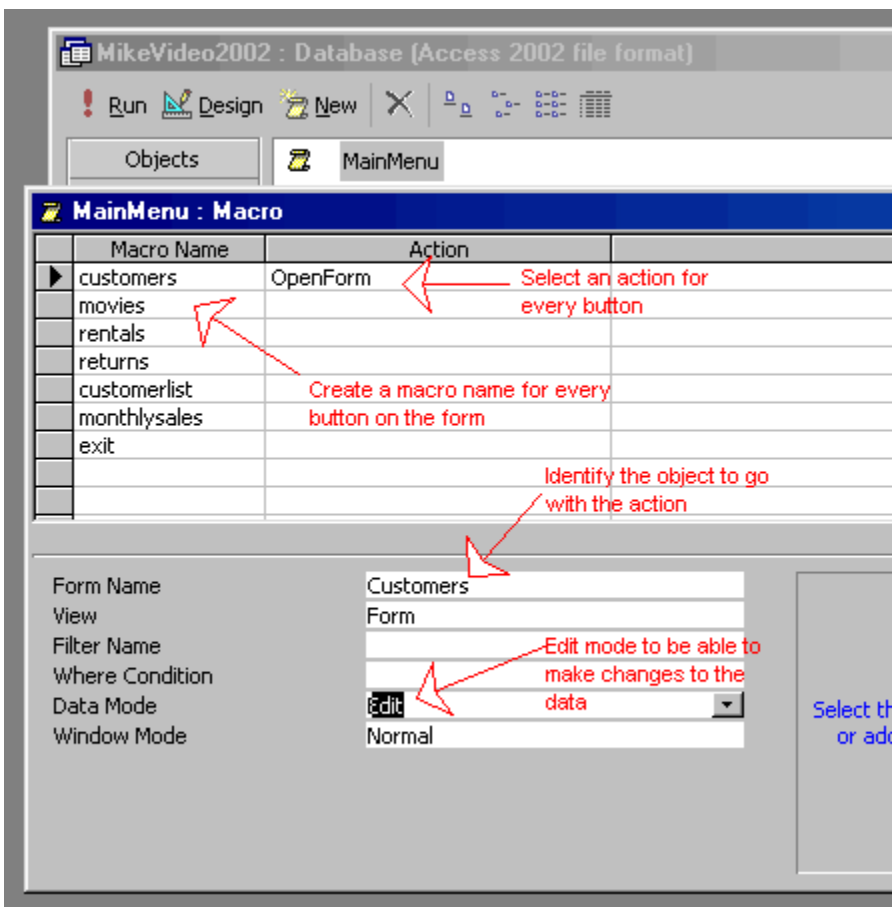 MikeVideo2002 : Database (Access 2002 file format)
Run Design New
Objects MainMenu
MainMenu : Macro
Macro Name Action
customers OpenForm Select an action for
movies every button
rentals
returns
customerlist Create a macro name for every
monthlysales button on the form
exit
Identify the object to go
with the action
Form Name Customers
View Form
Filter Name Edit mode to be able to
Where Condition make changes to the
Data Mode Edit data
Select
Window Mode Normal
or